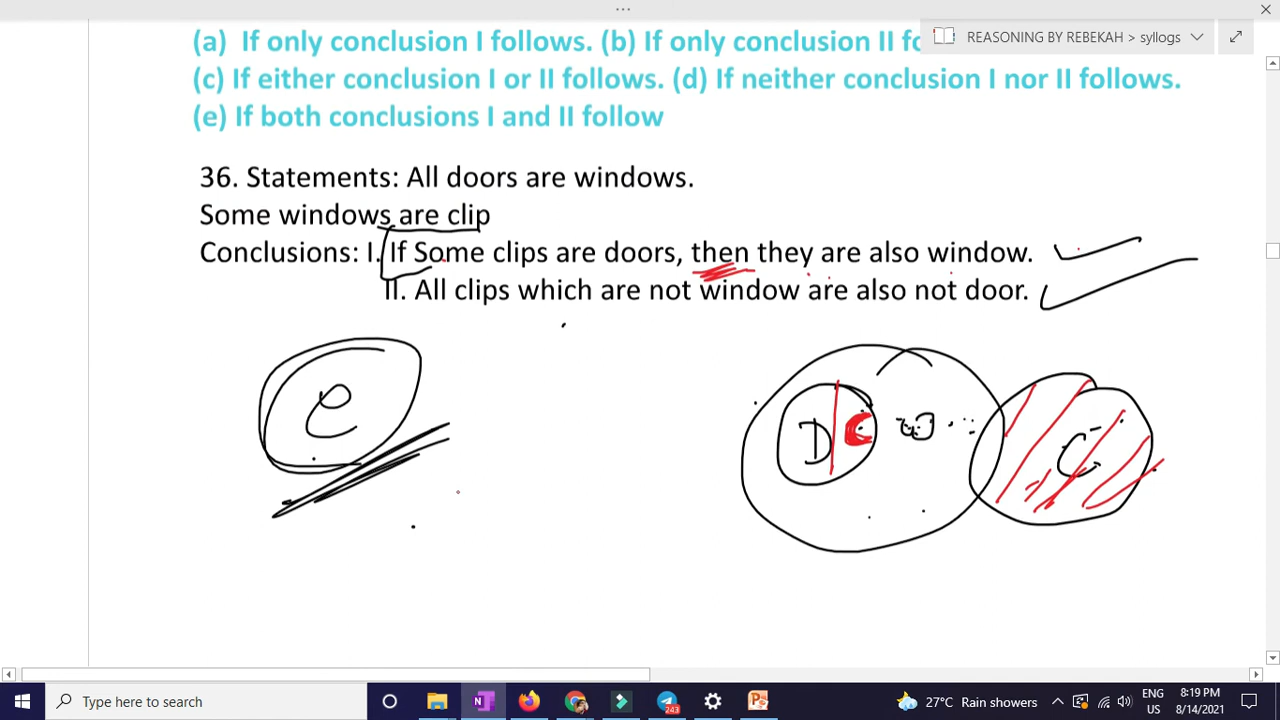 ...
REASONING BY REBEKAH > syllogs
(a) If only conclusion I follows. (b) If only conclusion II fo
(c) If either conclusion I or II follows. (d) If neither conclusion I nor II follows.
(e) If both conclusions I and II follow
36. Statements: All doors are windows.
Some windows are clip
Conclusions: I. If Some clips are doors, then they are also window.
II. All clips which are not window are also not door.
e
D C W C
Type here to search
243
27°C Rain showers
ENG
US
8:19 PM
8/14/2021